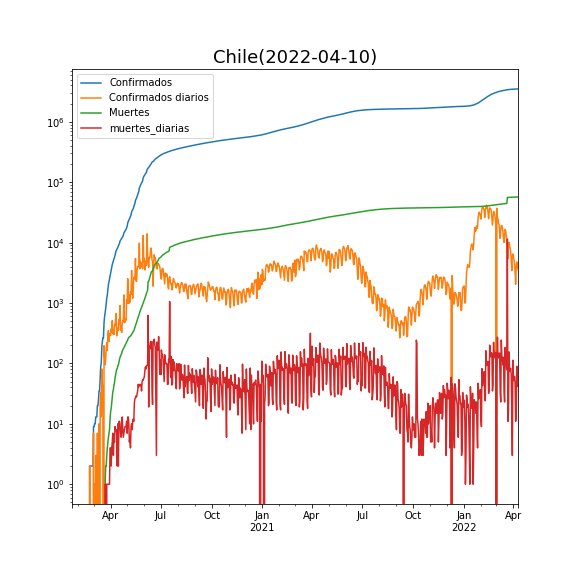 Chile(2022-04-10)
Confirmados
Confirmados diarios
Muertes
muertes_diarias
10^6
10^5
10^4
10^3
10^2
10^1
10^0
Apr Jul Oct Jan Apr Jul Oct Jan Apr
2021 2022